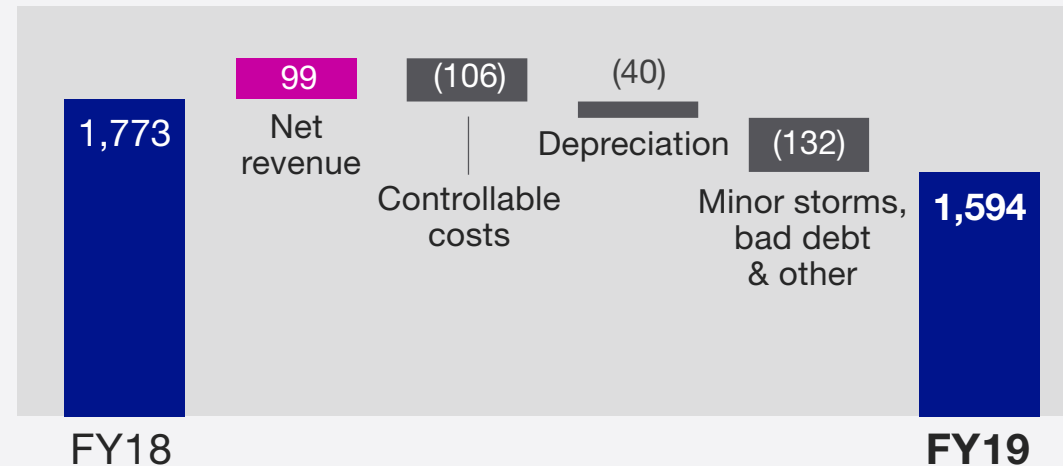 1,773
99
Net
revenue
(106)
Controllable
costs
(40)
Depreciation
(132)
Minor storms,
bad debt
& other
1,594
FY18
FY19